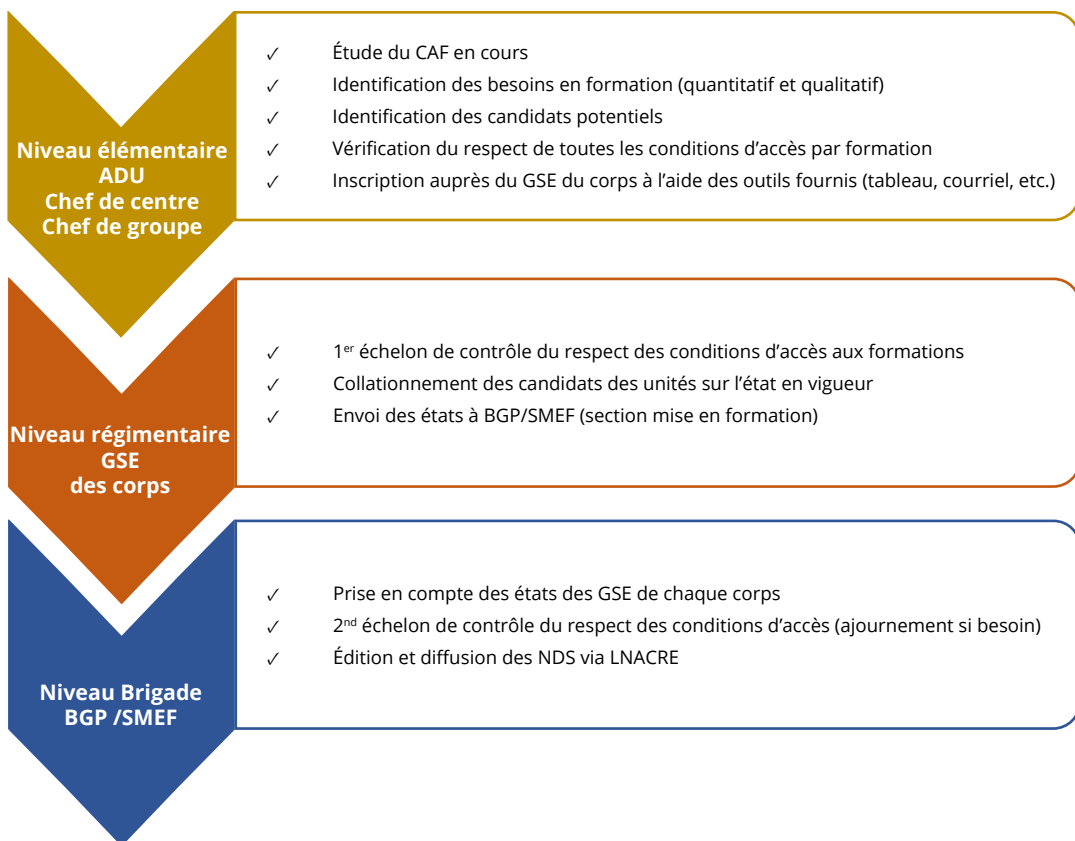 Niveau élémentaire
ADU
Chef de centre
Chef de groupe
✓ Étude du CAF en cours
✓ Identification des besoins en formation (quantitatif et qualitatif)
✓ Identification des candidats potentiels
✓ Vérification du respect de toutes les conditions d’accès par formation
✓ Inscription auprès du GSE du corps à l’aide des outils fournis (tableau, courriel, etc.)
Niveau régimentaire
GSE
des corps
✓ 1er échelon de contrôle du respect des conditions d’accès aux formations
✓ Collationnement des candidats des unités sur l’état en vigueur
✓ Envoi des états à BGP/SMEF (section mise en formation)
Niveau Brigade
BGP /SMEF
✓ Prise en compte des états des GSE de chaque corps
✓ 2nd échelon de contrôle du respect des conditions d’accès (ajournement si besoin)
✓ Édition et diffusion des NDS via LNACRE